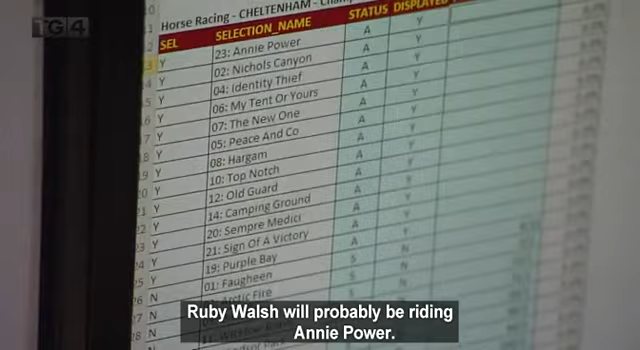 TG4
Horse Racing - CHELTENHAM - Champ
SEL SELECTION_NAME STATUS DISPLAYED
Y 23: Annie Power A Y
Y 02: Nichols Canyon A Y
Y 04: Identity Thief A Y
Y 06: My Tent Or Yours A Y
Y 07: The New One A Y
Y 05: Peace And Co A Y
Y 08: Hargam A Y
Y 10: Top Notch A Y
Y 12: Old Guard A Y
Y 14: Camping Ground A Y
Y 20: Sempre Medici A Y
Y 21: Sign Of A Victory A Y
Y 19: Purple Bay A Y
Y 01: Faugheen S N
N Arctic Fire S N
N
N
Ruby Walsh will probably be riding
Annie Power.